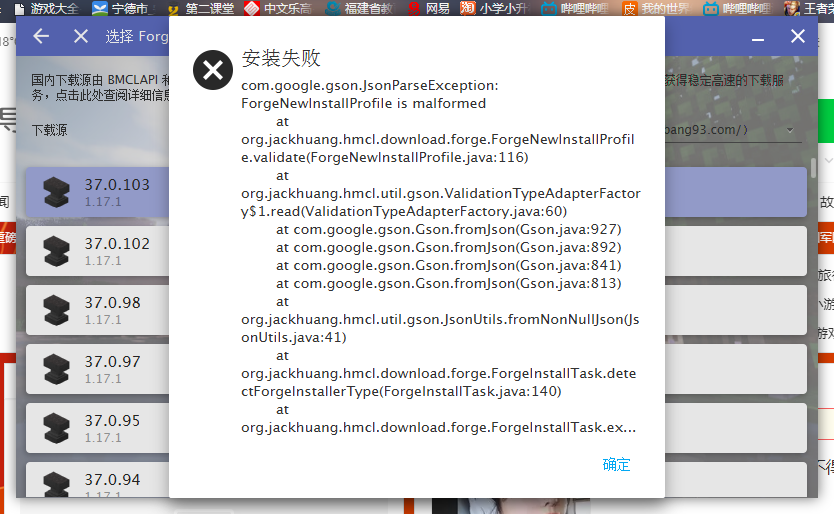 游戏大全
宁德市
第二课堂
中文乐高
福建省教
网易
小学小升
哔哩哔哩
我的世界
哔哩哔哩
王者荣
选择 Forg
国内下载源由 BMCLAPI 和
获得稳定高速的下载服
务，点击此处查阅详细信息
下载源
bang93.com/）
37.0.103
1.17.1
37.0.102
1.17.1
37.0.98
1.17.1
37.0.97
1.17.1
37.0.95
1.17.1
37.0.94
1.17.1
安装失败
com.google.gson.JsonParseException:
ForgeNewInstallProfile is malformed
at
org.jackhuang.hmcl.download.forge.ForgeNewInstallProfil
e.validate(ForgeNewInstallProfile.java:116)
at
org.jackhuang.hmcl.util.gson.ValidationTypeAdapterFactor
y$1.read(ValidationTypeAdapterFactory.java:60)
at com.google.gson.Gson.fromJson(Gson.java:927)
at com.google.gson.Gson.fromJson(Gson.java:892)
at com.google.gson.Gson.fromJson(Gson.java:841)
at com.google.gson.Gson.fromJson(Gson.java:813)
at
org.jackhuang.hmcl.util.gson.JsonUtils.fromNonNullJson(Js
onUtils.java:41)
at
org.jackhuang.hmcl.download.forge.ForgeInstallTask.dete
ctForgeInstallerType(ForgeInstallTask.java:140)
at
org.jackhuang.hmcl.download.forge.ForgeInstallTask.ex...
确定